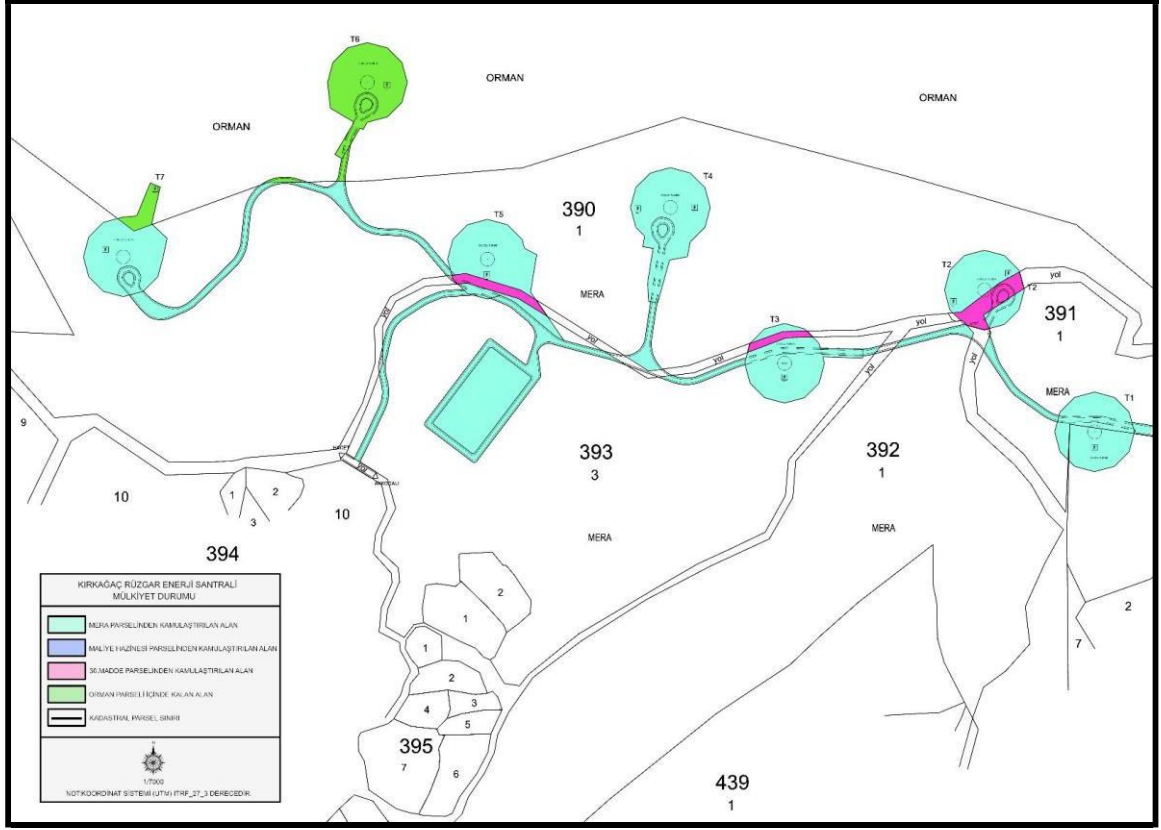 T6
ORMAN
ORMAN
ORMAN
T7
T4
390
1
T5
MERA
T2
yol
T2
391
1
T3
yol
yol
yol
yol
yol
yol
MERA
T1
9
393
3
392
1
10
1
2
3
10
yol
MERA
MERA
394
2
1
1
2
4
3
5
395
7
6
2
7
439
1
KIRKAĞAÇ RÜZGAR ENERJİ SANTRALİ
MÜLKİYET DURUMU
MERA PARSELİNDEN KAMULAŞTIRILAN ALAN
MALİYE HAZİNESİ PARSELİNDEN KAMULAŞTIRILAN ALAN
30.MADDE PARSELİNDEN KAMULAŞTIRILAN ALAN
ORMAN PARSELİ İÇİNDE KALAN ALAN
KADASTRAL PARSEL SINIRI
1/7000
NOT:KOORDİNAT SİSTEMİ (UTM) ITRF_27_3 DERECEDİR.